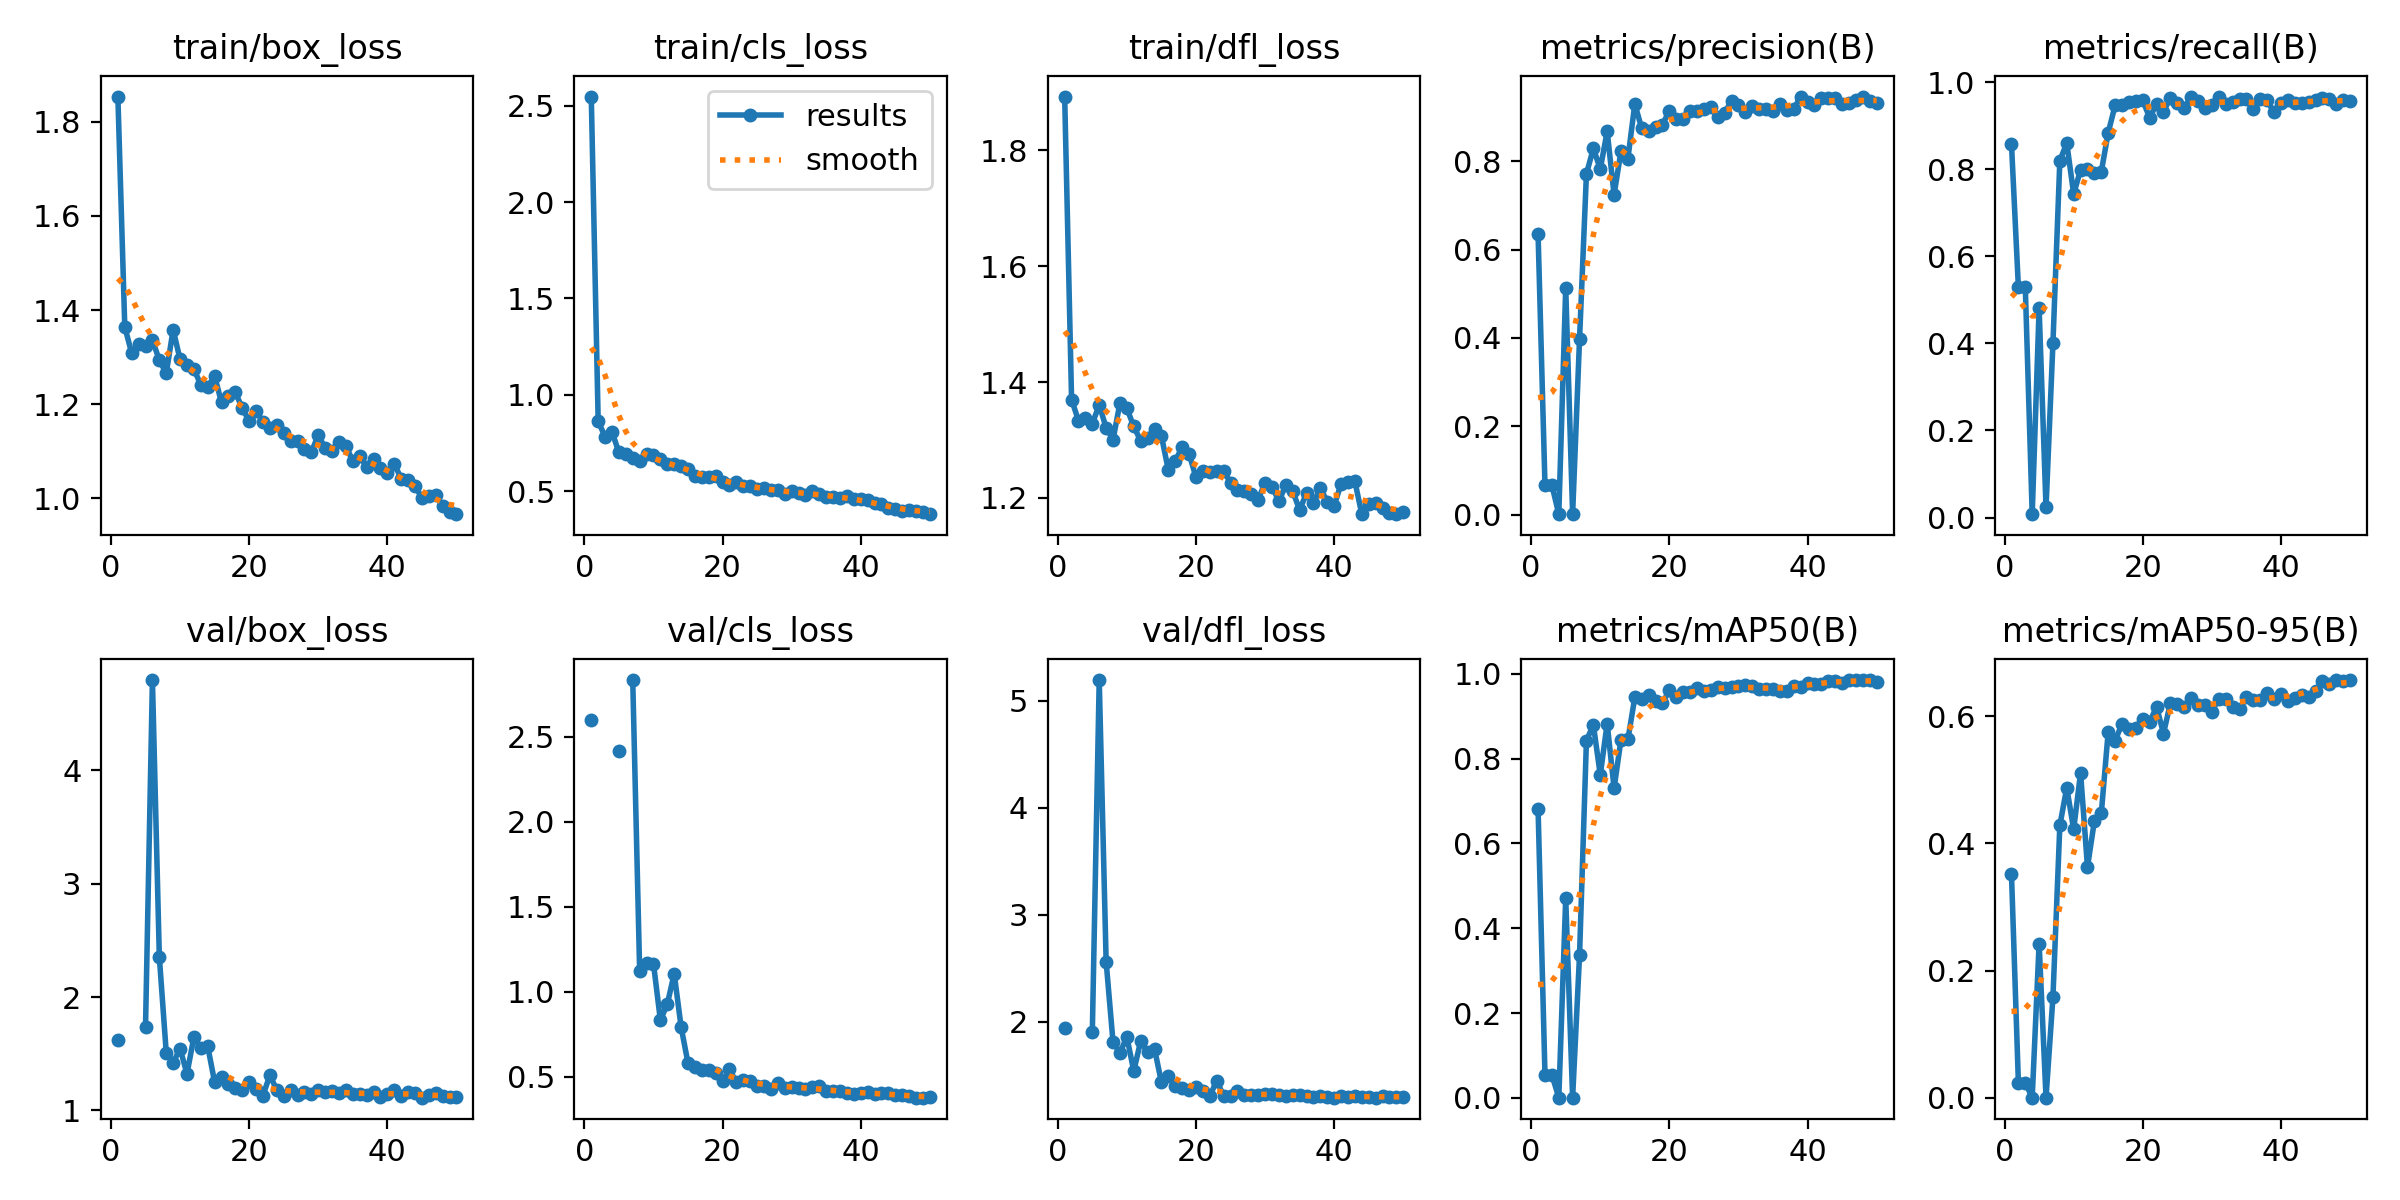 train/box_loss
1.8
1.6
1.4
1.2
1.0
0 20 40
train/cls_loss
results
smooth
2.5
2.0
1.5
1.0
0.5
0 20 40
train/dfl_loss
1.8
1.6
1.4
1.2
0 20 40
metrics/precision(B)
0.8
0.6
0.4
0.2
0.0
0 20 40
metrics/recall(B)
1.0
0.8
0.6
0.4
0.2
0.0
0 20 40
val/box_loss
4
3
2
1
0 20 40
val/cls_loss
2.5
2.0
1.5
1.0
0.5
0 20 40
val/dfl_loss
5
4
3
2
0 20 40
metrics/mAP50(B)
1.0
0.8
0.6
0.4
0.2
0.0
0 20 40
metrics/mAP50-95(B)
0.6
0.4
0.2
0.0
0 20 40